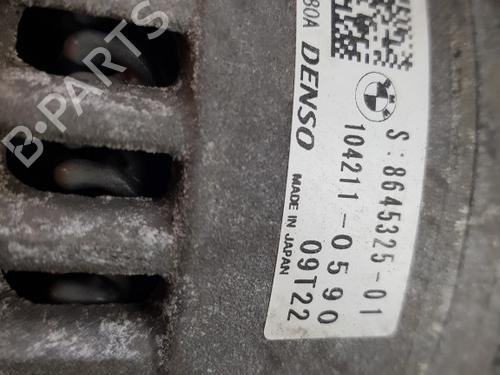 S:8645325-01
104211-0590
80A DENSO
MADE IN JAPAN
09T22
B-PARTS